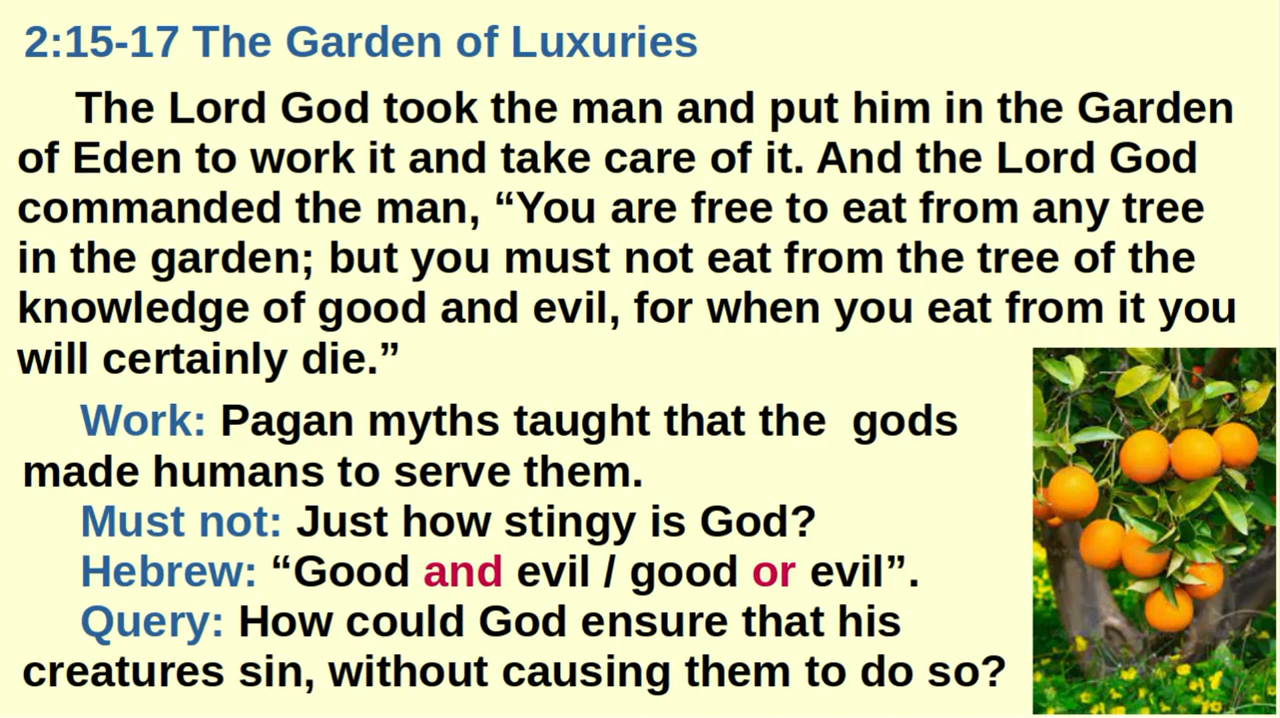 2:15-17 The Garden of Luxuries
The Lord God took the man and put him in the Garden
of Eden to work it and take care of it. And the Lord God
commanded the man, “You are free to eat from any tree
in the garden; but you must not eat from the tree of the
knowledge of good and evil, for when you eat from it you
will certainly die.”
Work: Pagan myths taught that the  gods
made humans to serve them.
Must not: Just how stingy is God?
Hebrew: “Good and evil / good or evil”.
Query: How could God ensure that his
creatures sin, without causing them to do so?